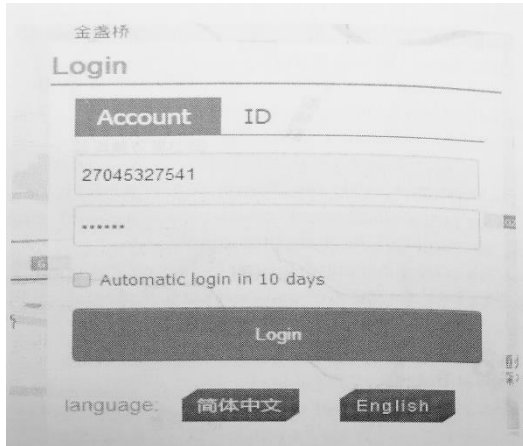 金盏桥
Login
Account ID
27045327541
••••••
Automatic login in 10 days
Login
language: 简体中文 English